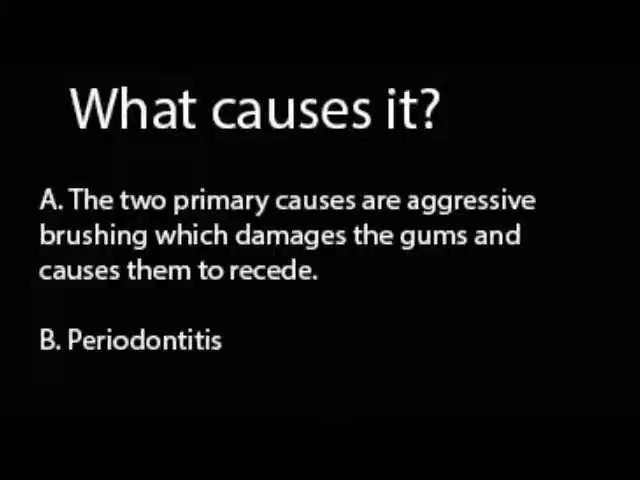 What causes it?
A. The two primary causes are aggressive
brushing which damages the gums and
causes them to recede.
B. Periodontitis